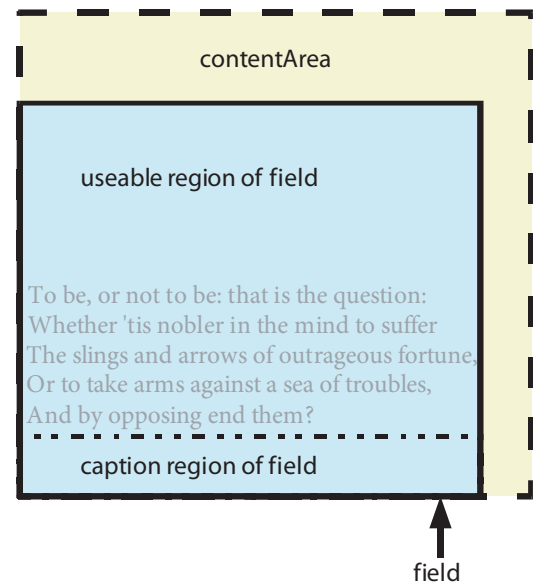 contentArea
useable region of field
To be, or not to be: that is the question:
Whether 'tis nobler in the mind to suffer
The slings and arrows of outrageous fortune,
Or to take arms against a sea of troubles,
And by opposing end them?
caption region of field
field